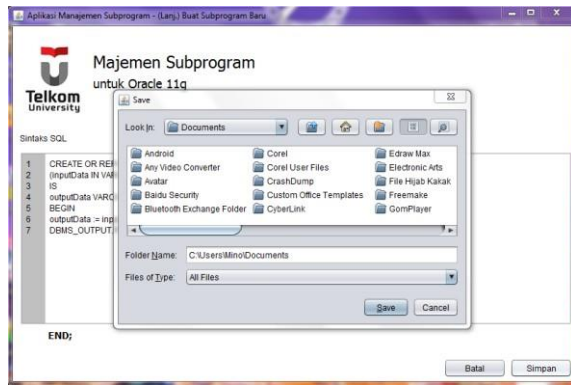 Aplikasi Manajemen Subprogram - (Lanj.) Buat Subprogram Baru
Majemen Subprogram
untuk Oracle 11g
Telkom
University
Sintaks SQL
1 CREATE OR REP
2 (inputData IN VAR
3 IS
4 outputData VARC
5 BEGIN
6 outputData := inp
7 DBMS_OUTPUT.
END;
Save
Look In: Documents
Android Corel Edraw Max
Any Video Converter Corel User Files Electronic Arts
Avatar CrashDump File Hijab Kakak
Baidu Security Custom Office Templates Freemake
Bluetooth Exchange Folder CyberLink GomPlayer
Folder Name: C:\Users\Mino\Documents
Files of Type: All Files
Save Cancel
Batal Simpan